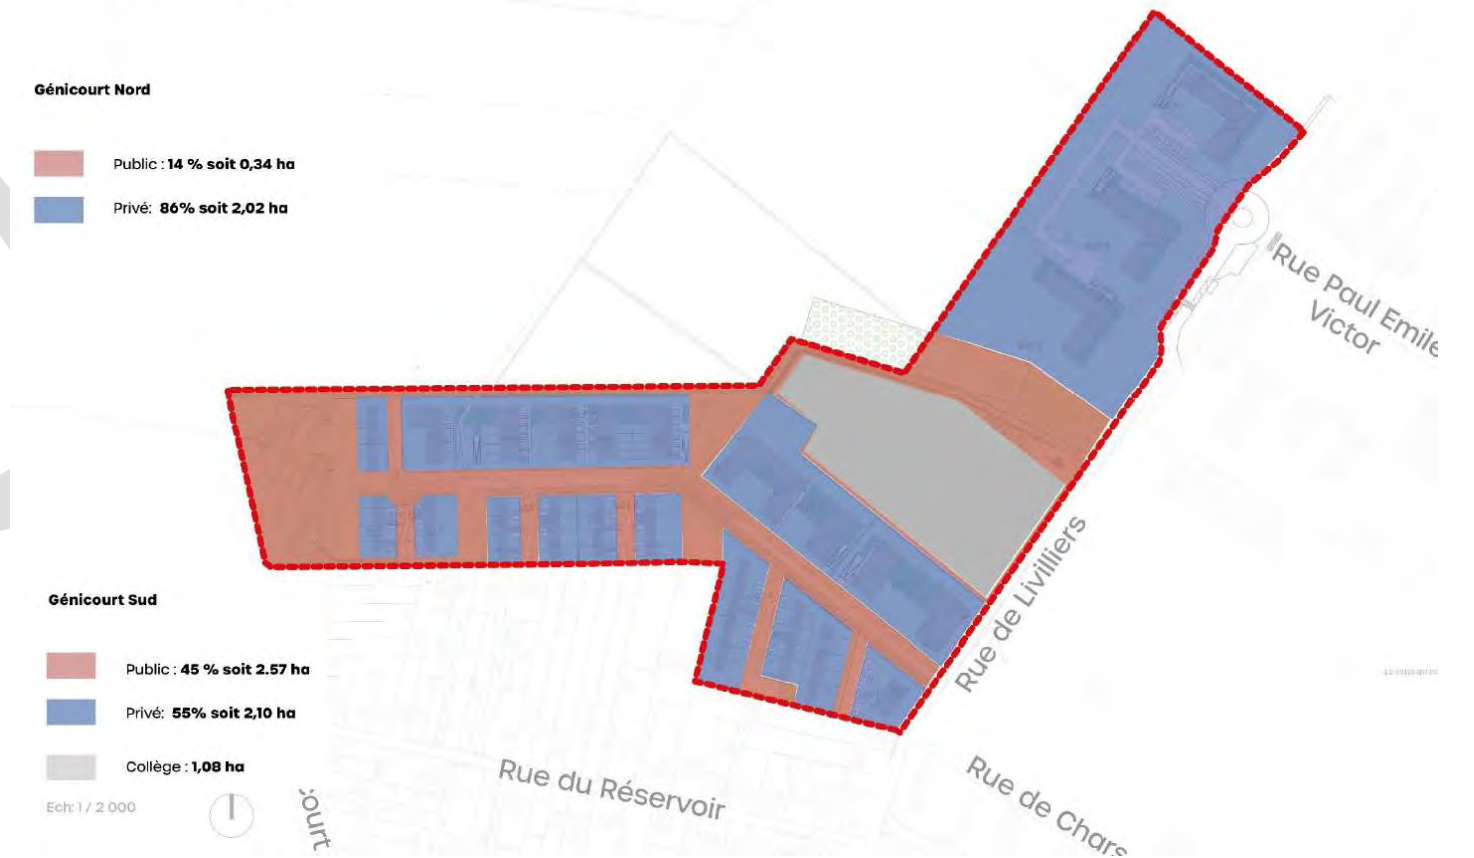 Génicourt Nord
Public : 14 % soit 0,34 ha
Privé: 86% soit 2,02 ha
Rue Paul Emile
Victor
Génicourt Sud
Public : 45 % soit 2.57 ha
Privé: 55% soit 2,10 ha
Collège : 1,08 ha
Ech: 1 / 2 000
Rue de Livilliers
Rue du Réservoir
Rue de Chars
court